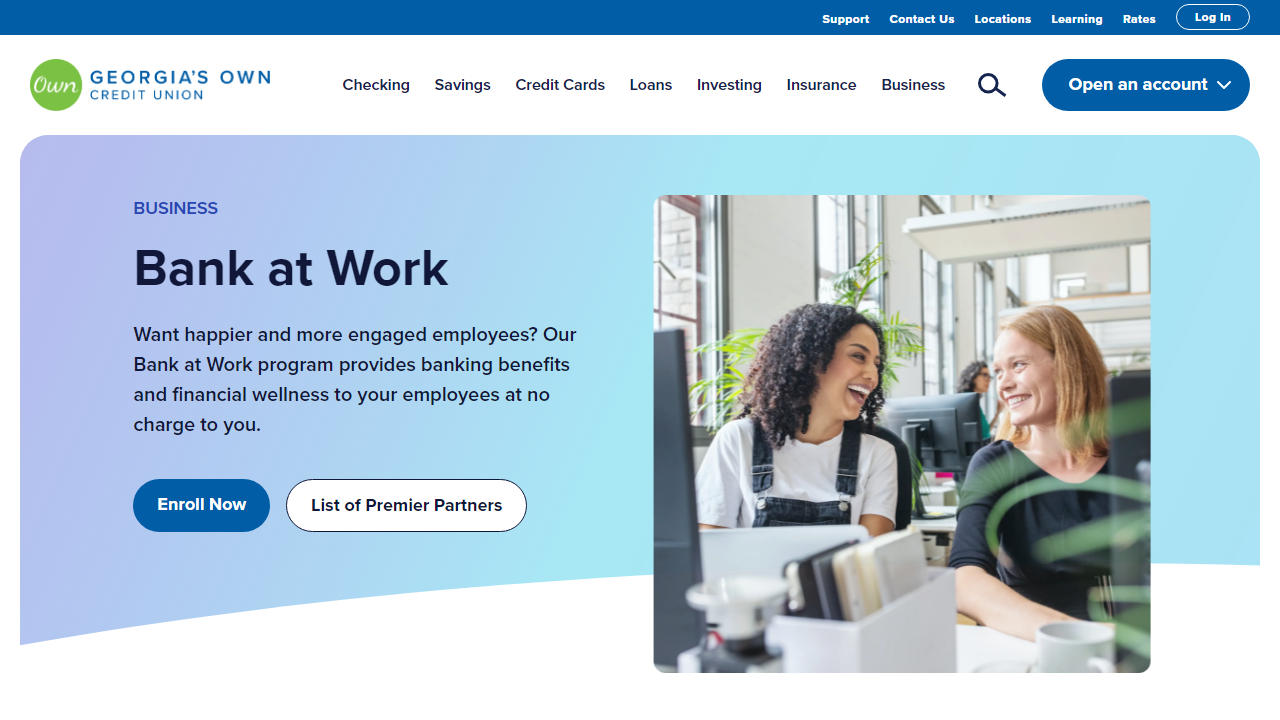 Support Contact Us Locations Learning Rates Log In
Own GEORGIA'S OWN
CREDIT UNION
Checking Savings Credit Cards Loans Investing Insurance Business Open an account
BUSINESS
Bank at Work
Want happier and more engaged employees? Our
Bank at Work program provides banking benefits
and financial wellness to your employees at no
charge to you.
Enroll Now List of Premier Partners